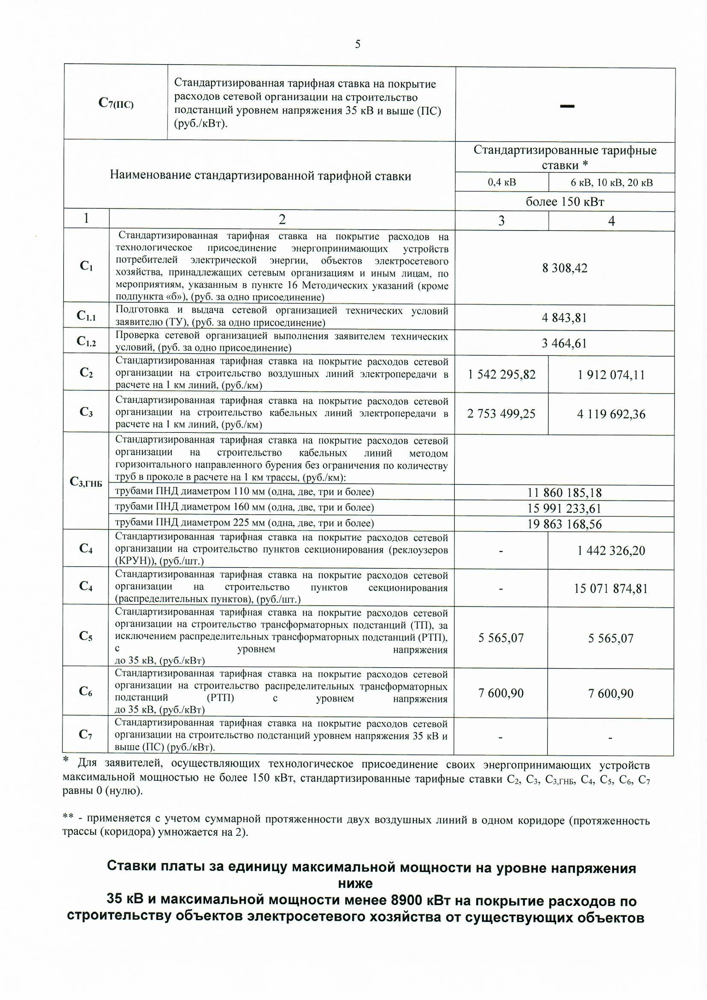 5
С7(ПС)
Стандартизированная тарифная ставка на покрытие
расходов сетевой организации на строительство
подстанций уровнем напряжения 35 кВ и выше (ПС)
(руб./кВт).
–
Наименование стандартизированной тарифной ставки
Стандартизированные тарифные
ставки *
0,4 кВ
6 кВ, 10 кВ, 20 кВ
более 150 кВт
1
2
3
4
С1
Стандартизированная тарифная ставка на покрытие расходов на
технологическое присоединение энергопринимающих устройств
потребителей электрической энергии, объектов электросетевого
хозяйства, принадлежащих сетевым организациям и иным лицам, по
мероприятиям, указанным в пункте 16 Методических указаний (кроме
подпункта «б»), (руб. за одно присоединение)
8 308,42
С1.1
Подготовка и выдача сетевой организацией технических условий
заявителю (ТУ), (руб. за одно присоединение)
4 843,81
С1.2
Проверка сетевой организацией выполнения заявителем технических
условий, (руб. за одно присоединение)
3 464,61
С2
Стандартизированная тарифная ставка на покрытие расходов сетевой
организации на строительство воздушных линий электропередачи в
расчете на 1 км линий, (руб./км)
1 542 295,82
1 912 074,11
С3
Стандартизированная тарифная ставка на покрытие расходов сетевой
организации на строительство кабельных линий электропередачи в
расчете на 1 км линий, (руб./км)
2 753 499,25
4 119 692,36
С3,ГНБ
Стандартизированная тарифная ставка на покрытие расходов сетевой
организации на строительство кабельных линий методом
горизонтального направленного бурения без ограничения по количеству
труб в проколе в расчете на 1 км трассы, (руб./км):
трубами ПНД диаметром 110 мм (одна, две, три и более)
11 860 185,18
трубами ПНД диаметром 160 мм (одна, две, три и более)
15 991 233,61
трубами ПНД диаметром 225 мм (одна, две, три и более)
19 863 168,56
С4
Стандартизированная тарифная ставка на покрытие расходов сетевой
организации на строительство пунктов секционирования (реклоузеров
(КРУН)), (руб./шт.)
-
1 442 326,20
С4
Стандартизированная тарифная ставка на покрытие расходов сетевой
организации на строительство пунктов секционирования
(распределительных пунктов), (руб./шт.)
-
15 071 874,81
С5
Стандартизированная тарифная ставка на покрытие расходов сетевой
организации на строительство трансформаторных подстанций (ТП), за
исключением распределительных трансформаторных подстанций (РТП),
с уровнем напряжения
до 35 кВ, (руб./кВт)
5 565,07
5 565,07
С6
Стандартизированная тарифная ставка на покрытие расходов сетевой
организации на строительство распределительных трансформаторных
подстанций (РТП) с уровнем напряжения
до 35 кВ, (руб./кВт)
7 600,90
7 600,90
С7
Стандартизированная тарифная ставка на покрытие расходов сетевой
организации на строительство подстанций уровнем напряжения 35 кВ и
выше (ПС) (руб./кВт).
-
-
* Для заявителей, осуществляющих технологическое присоединение своих энергопринимающих устройств
максимальной мощностью не более 150 кВт, стандартизированные тарифные ставки С2, С3, С3,ГНБ, С4, С5, С6, С7
равны 0 (нулю).
** - применяется с учетом суммарной протяженности двух воздушных линий в одном коридоре (протяженность
трассы (коридора) умножается на 2).
Ставки платы за единицу максимальной мощности на уровне напряжения
ниже
35 кВ и максимальной мощности менее 8900 кВт на покрытие расходов по
строительству объектов электросетевого хозяйства от существующих объектов